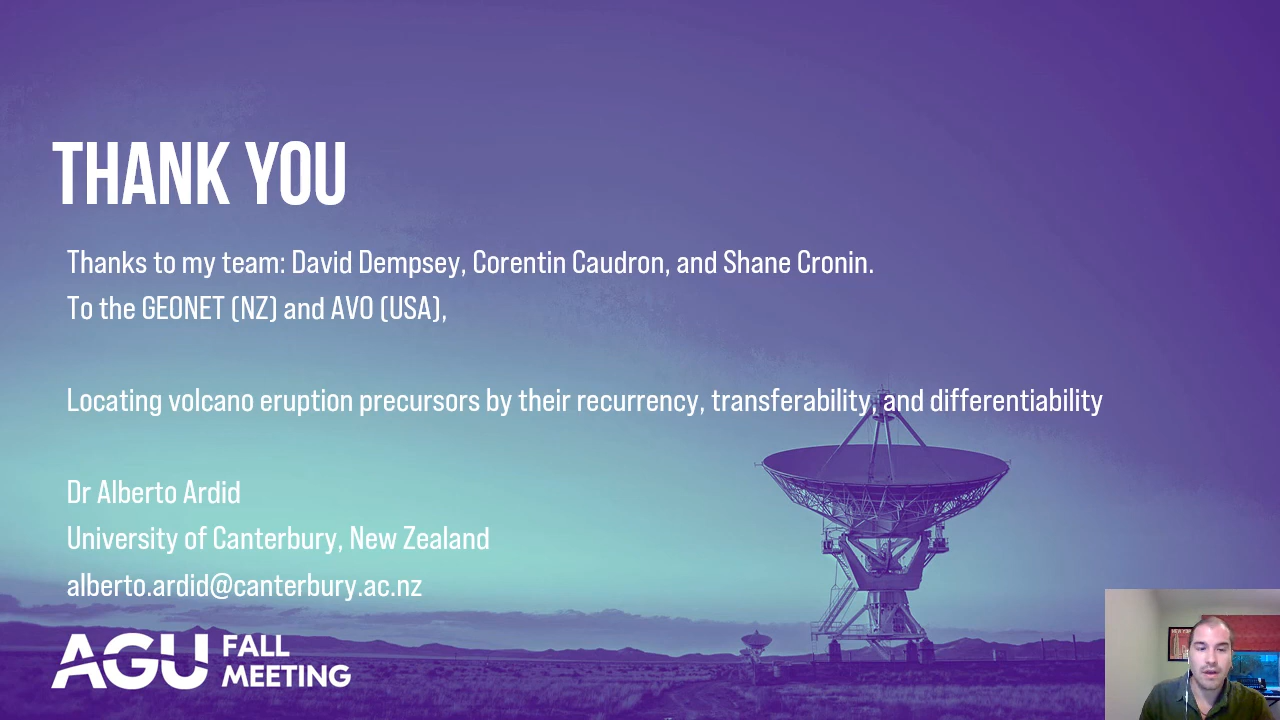 THANK YOU
Thanks to my team: David Dempsey, Corentin Caudron, and Shane Cronin.
To the GEONET (NZ) and AVO (USA),
Locating volcano eruption precursors by their recurrency, transferability, and differentiability
Dr Alberto Ardid
University of Canterbury, New Zealand
alberto.ardid@canterbury.ac.nz
AGU FALL
MEETING
NEW YORK